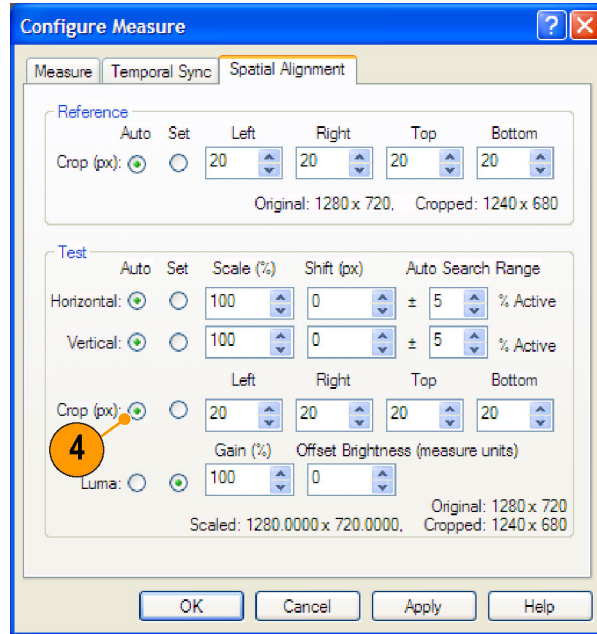 Configure Measure
Measure Temporal Sync Spatial Alignment
Reference
Auto Set Left Right Top Bottom
Crop (px): 20 20 20 20
Original: 1280 x 720, Cropped: 1240 x 680
Test
Auto Set Scale (%) Shift (px) Auto Search Range
Horizontal: 100 0 ± 5 % Active
Vertical: 100 0 ± 5 % Active
Left Right Top Bottom
Crop (px): 20 20 20 20
4
Gain (%) Offset Brightness (measure units)
Luma: 100 0
Original: 1280 x 720
Scaled: 1280.0000 x 720.0000, Cropped: 1240 x 680
OK Cancel Apply Help